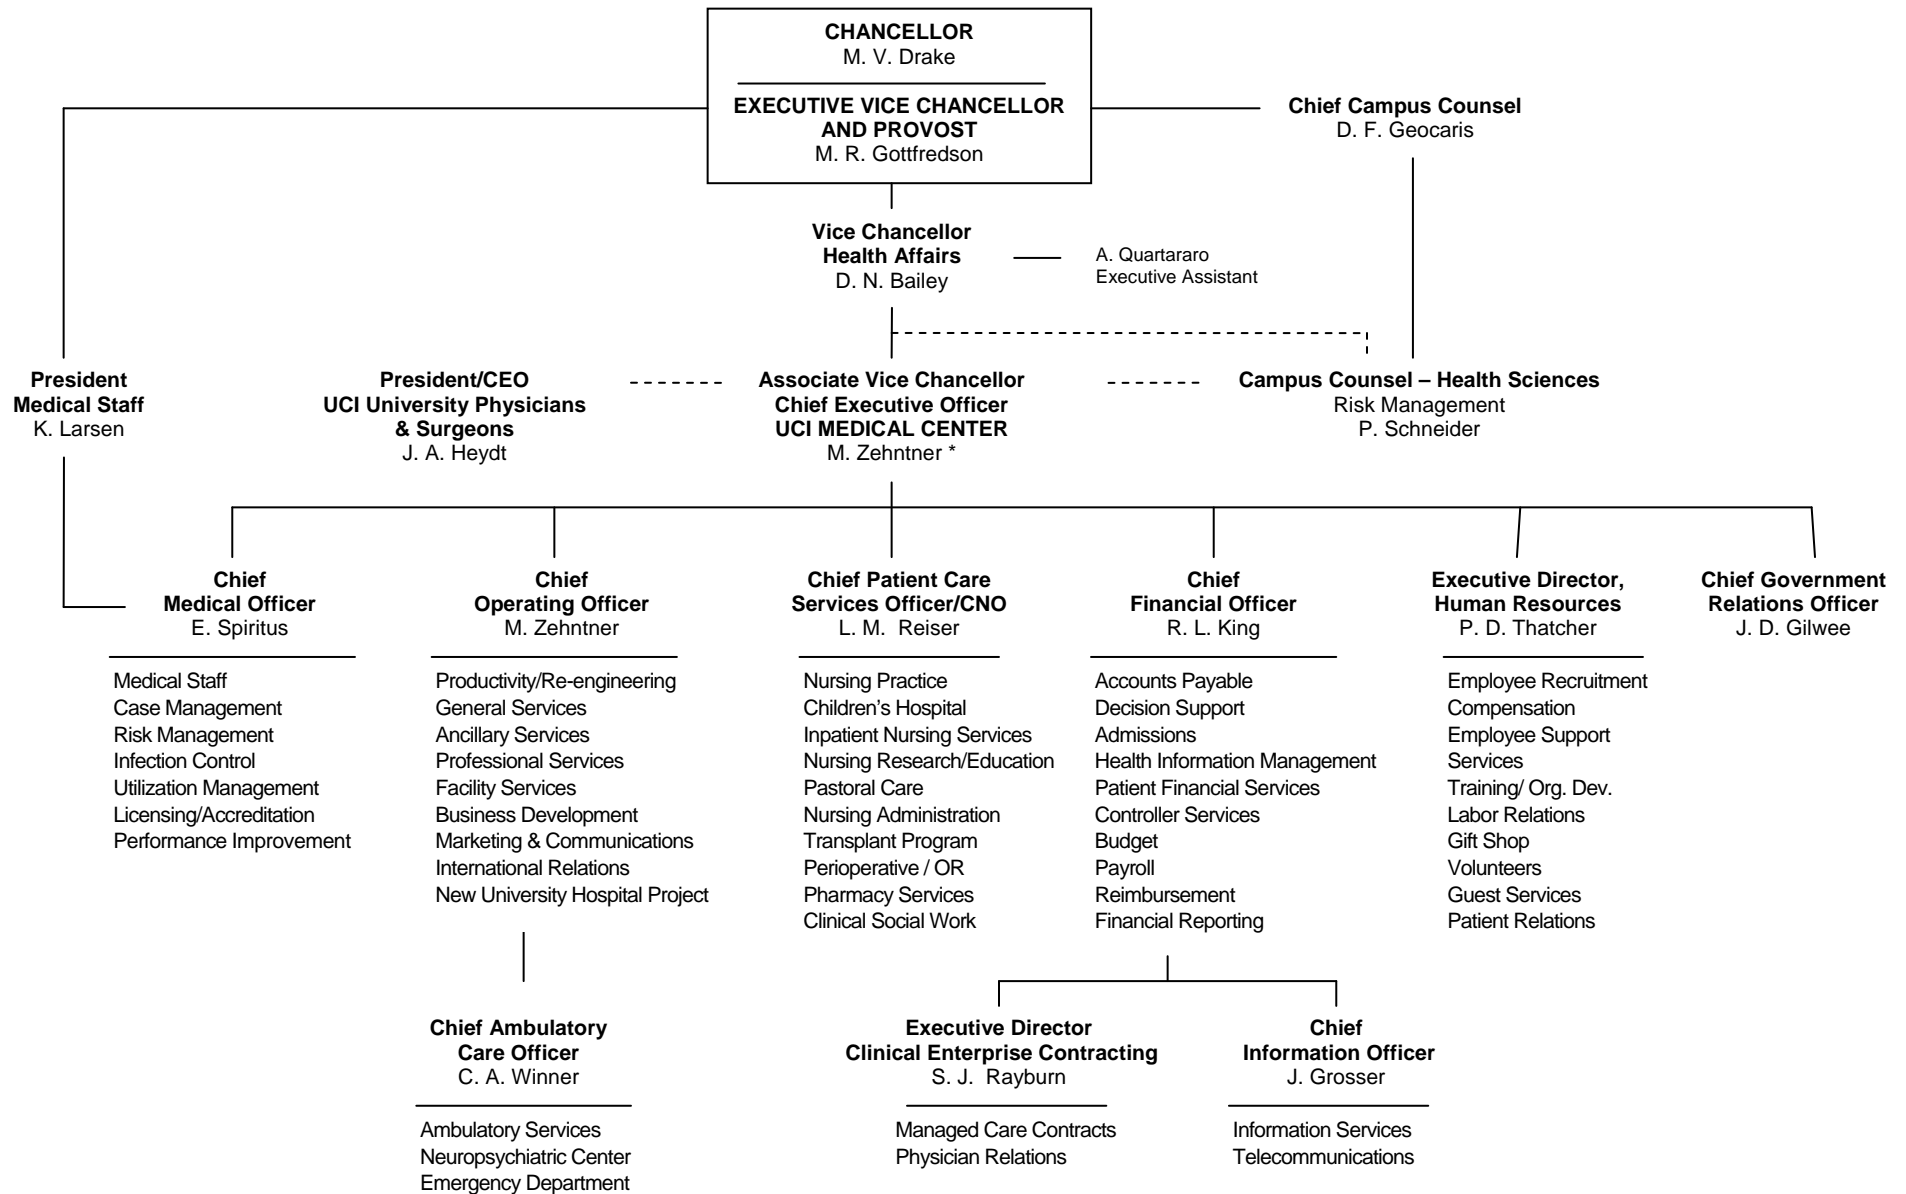 CHANCELLOR
M. V. Drake
EXECUTIVE VICE CHANCELLOR
AND PROVOST
M. R. Gottfredson
Chief Campus Counsel
D. F. Geocaris
Vice Chancellor
Health Affairs
D. N. Bailey
A. Quartararo
Executive Assistant
President
Medical Staff
K. Larsen
President/CEO
UCI University Physicians
& Surgeons
J. A. Heydt
Associate Vice Chancellor
Chief Executive Officer
UCI MEDICAL CENTER
M. Zehntner *
Campus Counsel – Health Sciences
Risk Management
P. Schneider
Chief
Medical Officer
E. Spiritus
Medical Staff
Case Management
Risk Management
Infection Control
Utilization Management
Licensing/Accreditation
Performance Improvement
Chief
Operating Officer
M. Zehntner
Productivity/Re-engineering
General Services
Ancillary Services
Professional Services
Facility Services
Business Development
Marketing & Communications
International Relations
New University Hospital Project
Chief Patient Care
Services Officer/CNO
L. M. Reiser
Nursing Practice
Children's Hospital
Inpatient Nursing Services
Nursing Research/Education
Pastoral Care
Nursing Administration
Transplant Program
Perioperative / OR
Pharmacy Services
Clinical Social Work
Chief
Financial Officer
R. L. King
Accounts Payable
Decision Support
Admissions
Health Information Management
Patient Financial Services
Controller Services
Budget
Payroll
Reimbursement
Financial Reporting
Executive Director,
Human Resources
P. D. Thatcher
Employee Recruitment
Compensation
Employee Support
Services
Training/ Org. Dev.
Labor Relations
Gift Shop
Volunteers
Guest Services
Patient Relations
Chief Government
Relations Officer
J. D. Gilwee
Chief Ambulatory
Care Officer
C. A. Winner
Ambulatory Services
Neuropsychiatric Center
Emergency Department
Executive Director
Clinical Enterprise Contracting
S. J. Rayburn
Managed Care Contracts
Physician Relations
Chief
Information Officer
J. Grosser
Information Services
Telecommunications